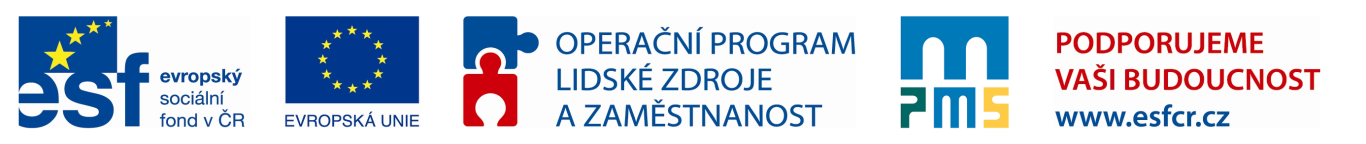 esf
evropský
sociální
fond v ČR
EVROPSKÁ UNIE
OPERAČNÍ PROGRAM
LIDSKÉ ZDROJE
A ZAMĚSTNANOST
PMS
PODPORUJEME
VAŠI BUDOUCNOST
www.esfcr.cz